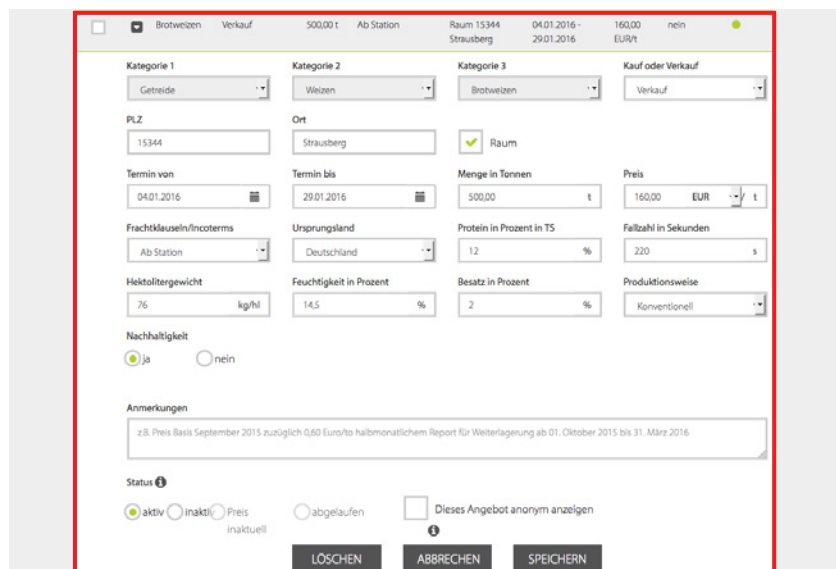 Brotweizen Verkauf 500,00 t Ab Station Raum 15344 04.01.2016 - 160,00 nein
Strausberg 29.01.2016 EUR/t
Kategorie 1 Kategorie 2 Kategorie 3 Kauf oder Verkauf
Getreide Weizen Brotweizen Verkauf
PLZ Ort
15344 Strausberg Raum
Termin von Termin bis Menge in Tonnen Preis
04.01.2016 29.01.2016 500,00 t 160,00 EUR / t
Frachtklauseln/Incoterms Ursprungsland Protein in Prozent in TS Fallzahl in Sekunden
Ab Station Deutschland 12 % 220 s
Hektolitergewicht Feuchtigkeit in Prozent Besatz in Prozent Produktionsweise
76 kg/hl 14,5 % 2 % Konventionell
Nachhaltigkeit
ja nein
Anmerkungen
z.B. Preis Basis September 2015 zuzüglich 0,60 Euro/to halbmonatlichem Report für Weiterlagerung ab 01. Oktober 2015 bis 31. März 2016
Status
aktiv inakti Preis abgelaufen Dieses Angebot anonym anzeigen
inaktuell
LÖSCHEN ABBRECHEN SPEICHERN